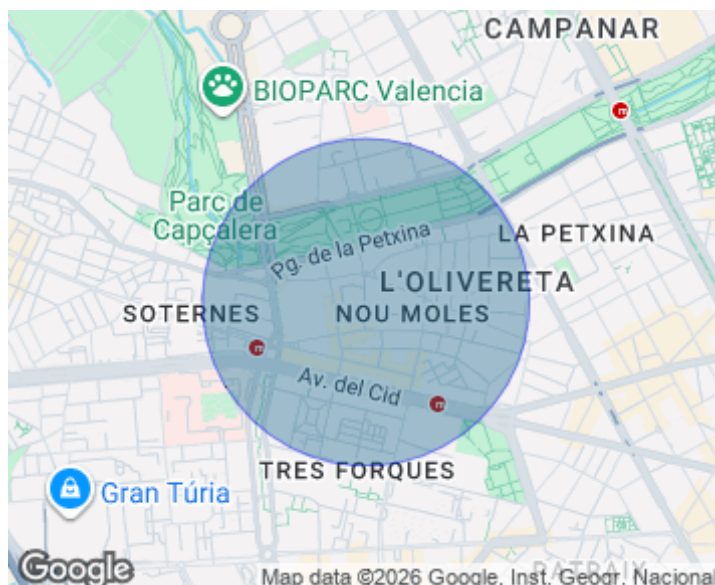 CAMPANAR
BIOPARC Valencia
Parc de
Capçalera
Pg. de la Petxina
LA PETXINA
L'OLIVERETA
SOTERNES
NOU MOLES
Av. del Cid
TRES FORQUES
Gran Túria
PATRAIX
Google
Map data ©2026 Google, Inst. Geogr. Nacional